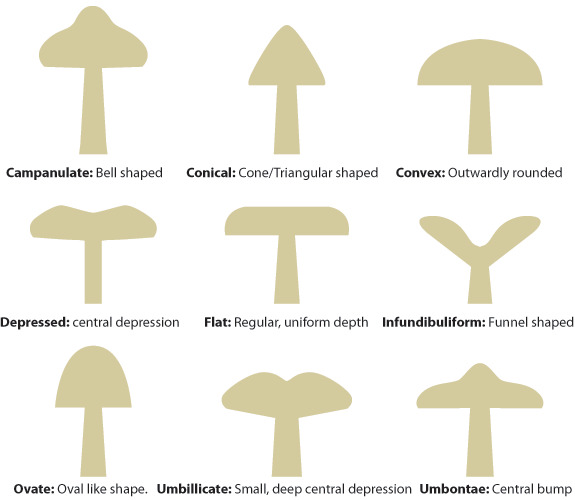 Campanulate: Bell shaped
Conical: Cone/Triangular shaped
Convex: Outwardly rounded
Depressed: central depression
Flat: Regular, uniform depth
Infundibuliform: Funnel shaped
Ovate: Oval like shape.
Umbillicate: Small, deep central depression
Umbontae: Central bump